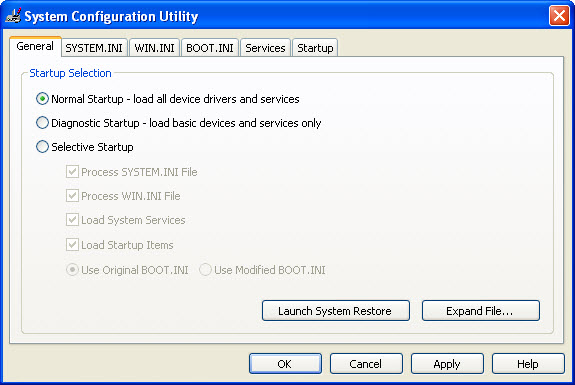 System Configuration Utility
General SYSTEM.INI WIN.INI BOOT.INI Services Startup
Startup Selection
Normal Startup - load all device drivers and services
Diagnostic Startup - load basic devices and services only
Selective Startup
Process SYSTEM.INI File
Process WIN.INI File
Load System Services
Load Startup Items
Use Original BOOT.INI Use Modified BOOT.INI
Launch System Restore Expand File...
OK Cancel Apply Help